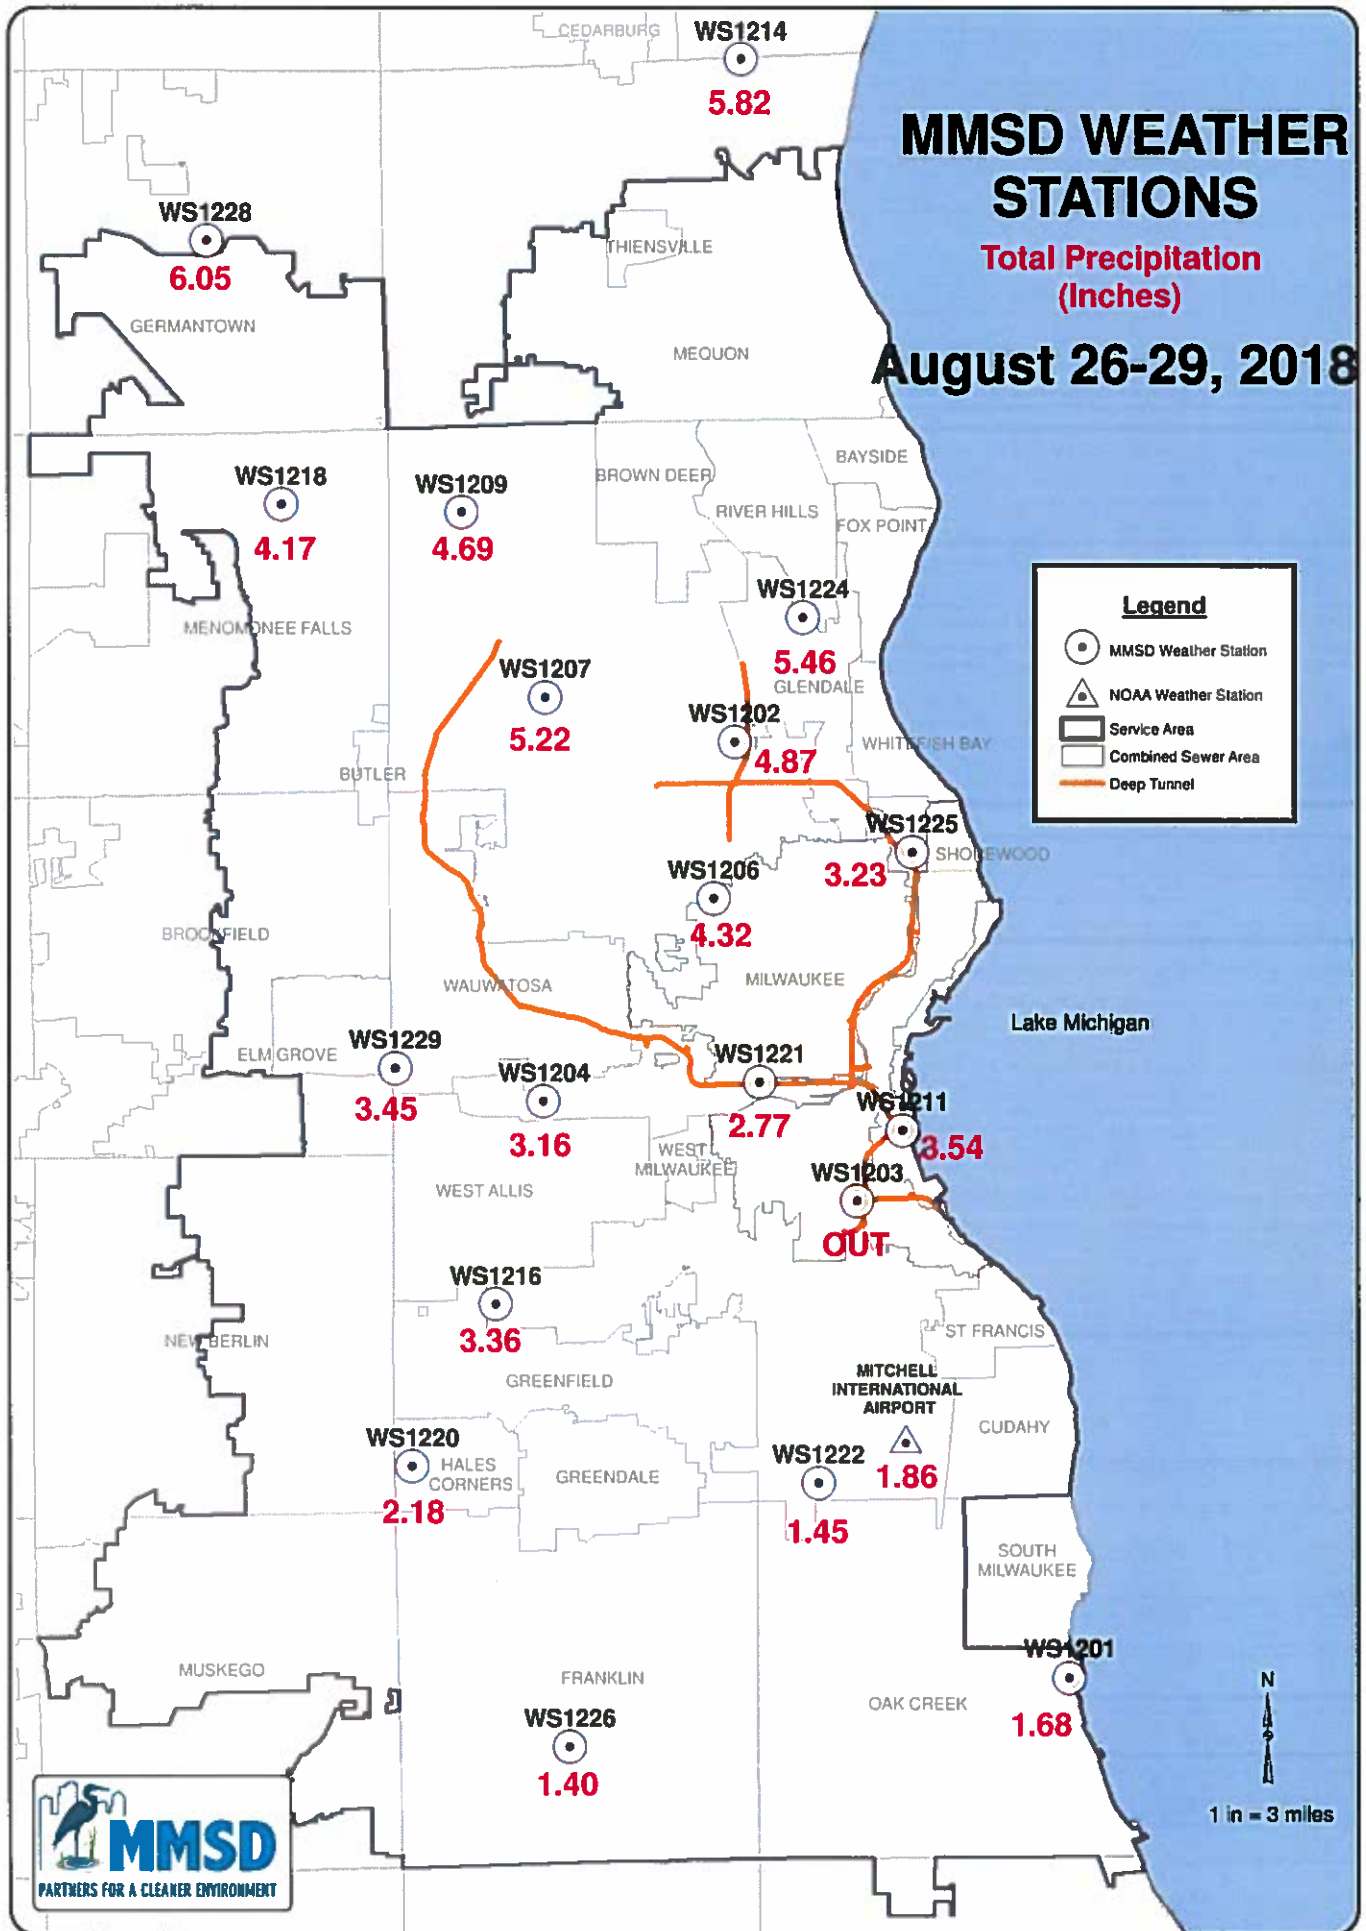 CEDARBURG
WS1214
5.82
MMSD WEATHER
STATIONS
Total Precipitation
(Inches)
August 26-29, 2018
WS1228
6.05
THIENSVILLE
GERMANTOWN
MEQUON
BAYSIDE
WS1218
4.17
WS1209
4.69
BROWN DEER
RIVER HILLS
FOX POINT
WS1224
5.46
GLENDALE
MENOMONEE FALLS
WS1207
5.22
WS1202
4.87
WHITEFISH BAY
BUTLER
Legend
MMSD Weather Station
NOAA Weather Station
Service Area
Combined Sewer Area
Deep Tunnel
WS1225
3.23
SHOREWOOD
WS1206
4.32
BROOKFIELD
WAUWATOSA
MILWAUKEE
Lake Michigan
ELM GROVE
WS1229
3.45
WS1204
3.16
WS1221
2.77
WS1211
3.54
WEST
MILWAUKEE
WS1203
OUT
WEST ALLIS
WS1216
3.36
NEW BERLIN
ST FRANCIS
GREENFIELD
MITCHELL
INTERNATIONAL
AIRPORT
1.86
CUDAHY
WS1220
2.18
HALES
CORNERS
GREENDALE
WS1222
1.45
SOUTH
MILWAUKEE
WS1201
1.68
MUSKEGO
FRANKLIN
OAK CREEK
WS1226
1.40
N
1 in = 3 miles
MMSD
PARTNERS FOR A CLEANER ENVIRONMENT